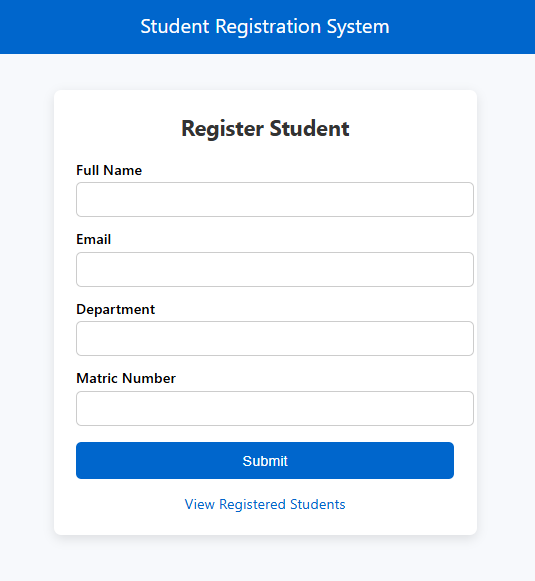 Student Registration System
Register Student
Full Name
Email
Department
Matric Number
Submit
View Registered Students